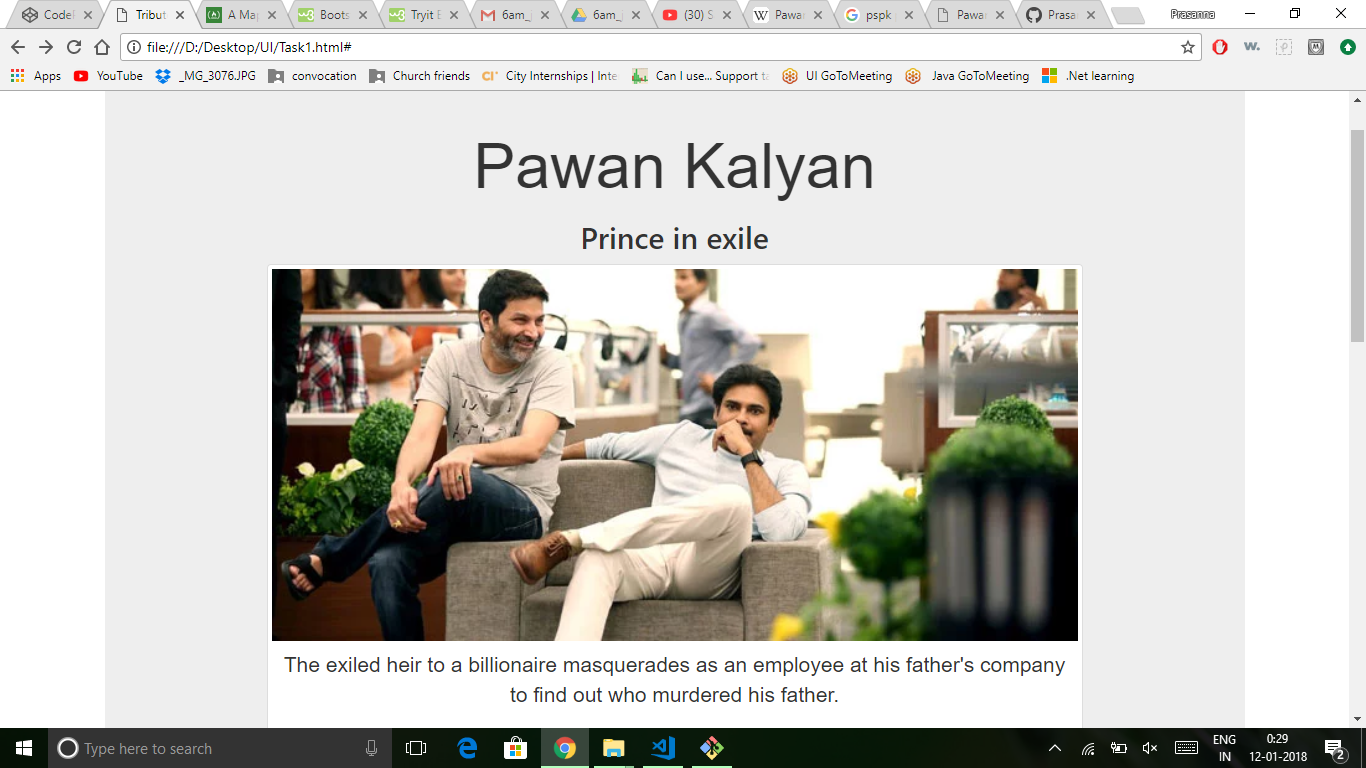 CodeP
Tribut
A Map
Boots
Tryit E
6am_
6am_
(30) S
Pawan
pspk
Pawan
Prasa
Prasanna
file:///D:/Desktop/UI/Task1.html#
Apps
YouTube
_MG_3076.JPG
convocation
Church friends
City Internships | Inte
Can I use... Support ta
UI GoToMeeting
Java GoToMeeting
.Net learning
Pawan Kalyan
Prince in exile
The exiled heir to a billionaire masquerades as an employee at his father's company
to find out who murdered his father.
Type here to search
ENG
IN
0:29
12-01-2018
2